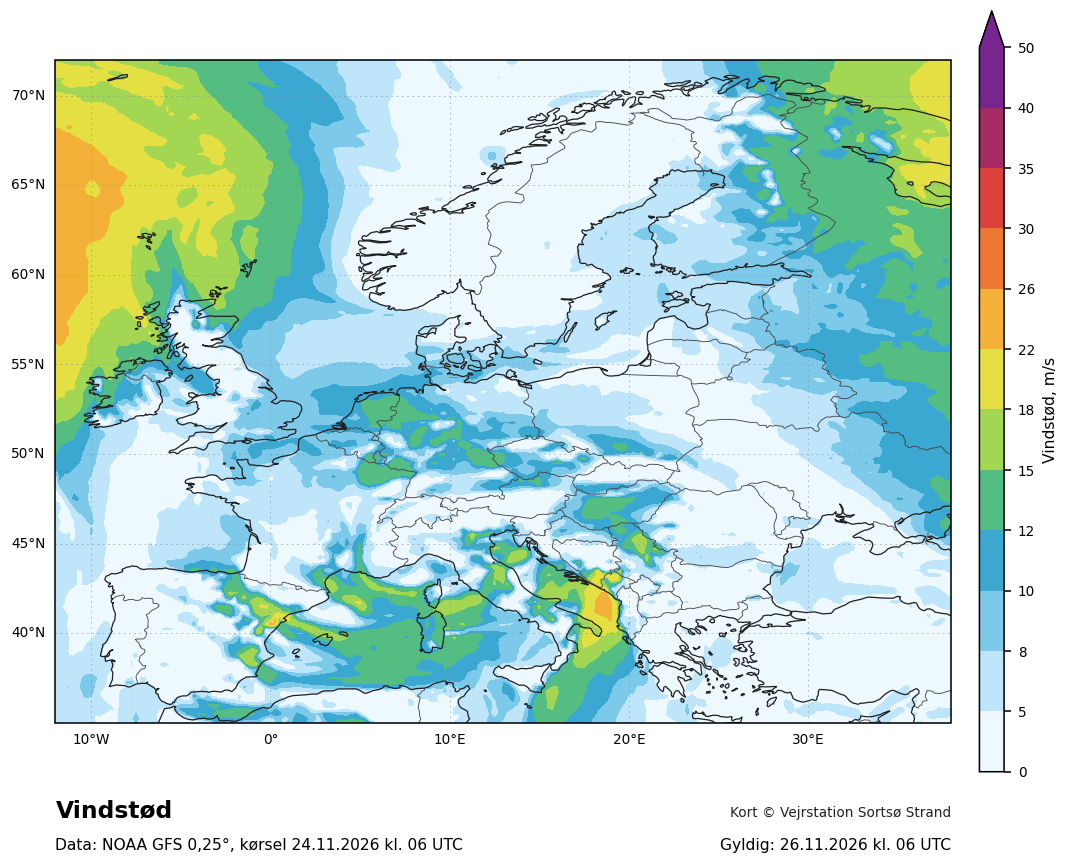 50
40
35
30
26
22
18
15
12
10
8
5
0
Vindstød, m/s
70°N
65°N
60°N
55°N
50°N
45°N
40°N
10°W
0°
10°E
20°E
30°E
Vindstød
Kort © Vejrstation Sortsø Strand
Data: NOAA GFS 0,25°, kørsel 24.11.2026 kl. 06 UTC
Gyldig: 26.11.2026 kl. 06 UTC